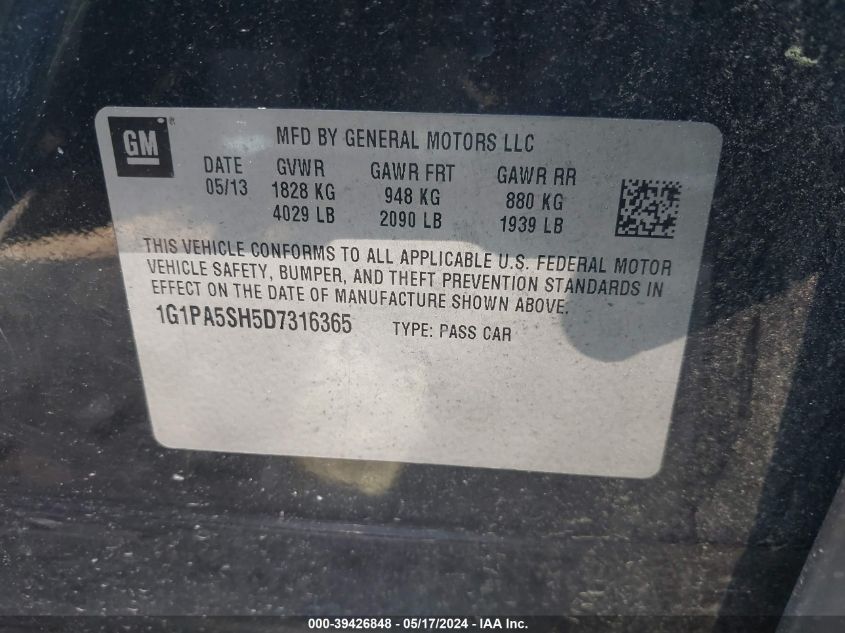 GM ®
MFD BY GENERAL MOTORS LLC
DATE GVWR GAWR FRT GAWR RR
05/13 1828 KG 948 KG 880 KG
4029 LB 2090 LB 1939 LB
THIS VEHICLE CONFORMS TO ALL APPLICABLE U.S. FEDERAL MOTOR
VEHICLE SAFETY, BUMPER, AND THEFT PREVENTION STANDARDS IN
EFFECT ON THE DATE OF MANUFACTURE SHOWN ABOVE.
1G1PA5SH5D7316365 TYPE: PASS CAR
000-39426848 - 05/17/2024 - IAA Inc.